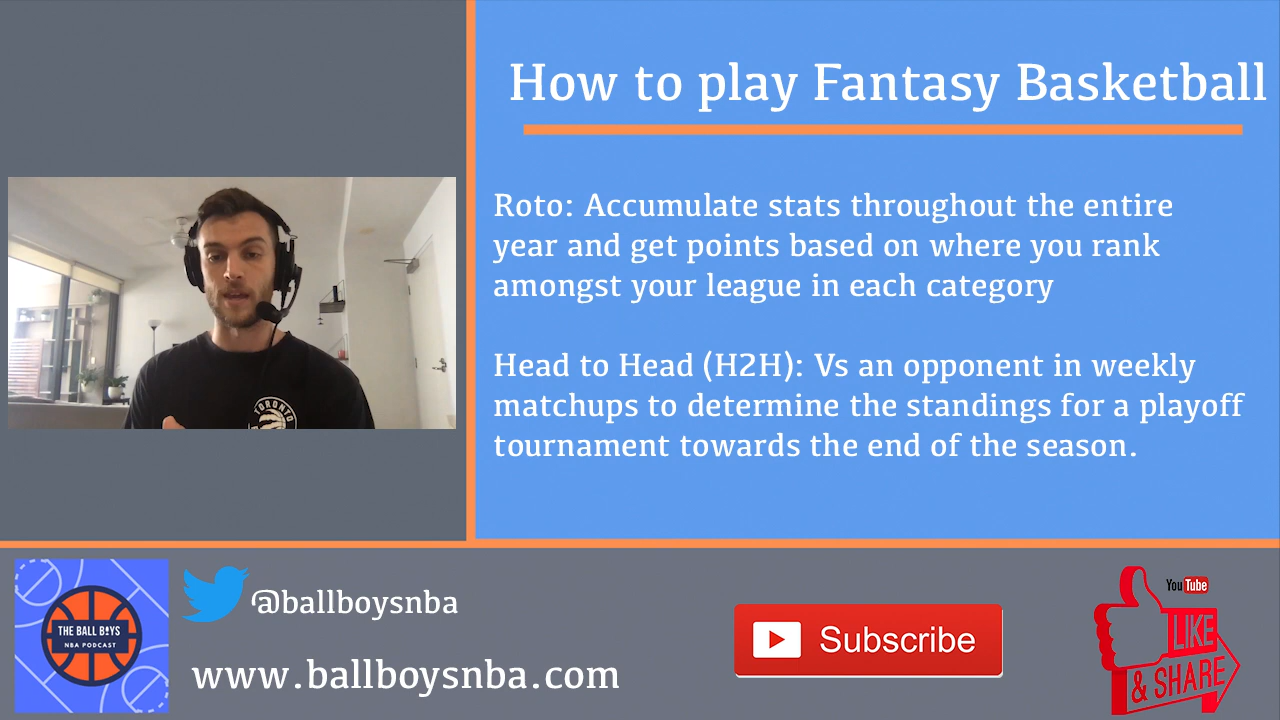 How to play Fantasy Basketball
Roto: Accumulate stats throughout the entire
year and get points based on where you rank
amongst your league in each category
Head to Head (H2H): Vs an opponent in weekly
matchups to determine the standings for a playoff
tournament towards the end of the season.
TORONTO
THE BALL BOYS
NBA PODCAST
@ballboysnba
www.ballboysnba.com
Subscribe
YouTube
LIKE
& SHARE